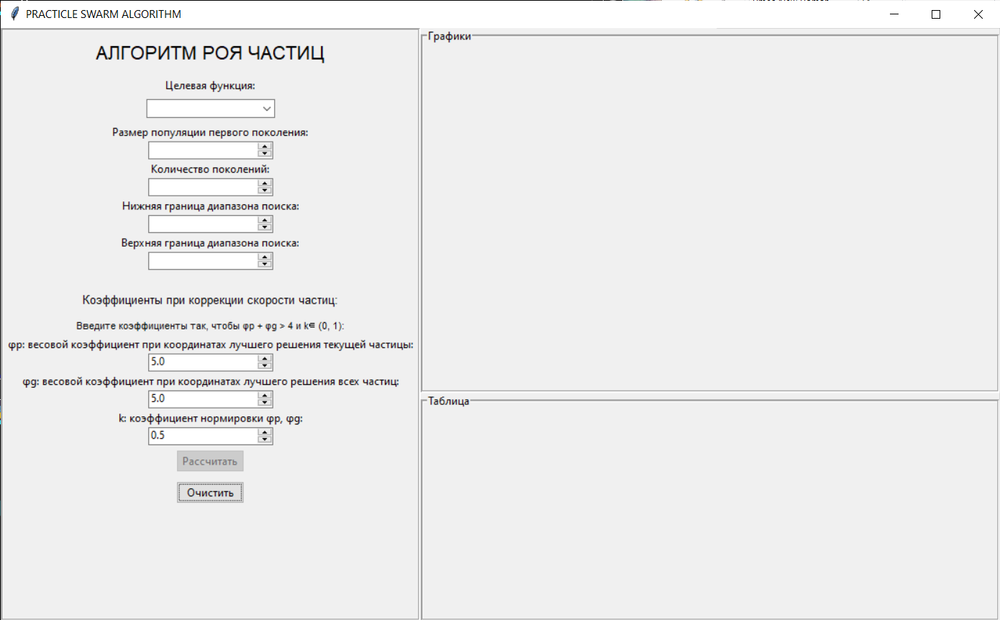 PRACTICLE SWARM ALGORITHM
АЛГОРИТМ РОЯ ЧАСТИЦ
Целевая функция:
Размер популяции первого поколения:
Количество поколений:
Нижняя граница диапазона поиска:
Верхняя граница диапазона поиска:
Коэффициенты при коррекции скорости частиц:
Введите коэффициенты так, чтобы φp + φg > 4 и k∈ (0, 1):
φp: весовой коэффициент при координатах лучшего решения текущей частицы:
5.0
φg: весовой коэффициент при координатах лучшего решения всех частиц:
5.0
k: коэффициент нормировки φp, φg:
0.5
Рассчитать
Очистить
Графики
Таблица